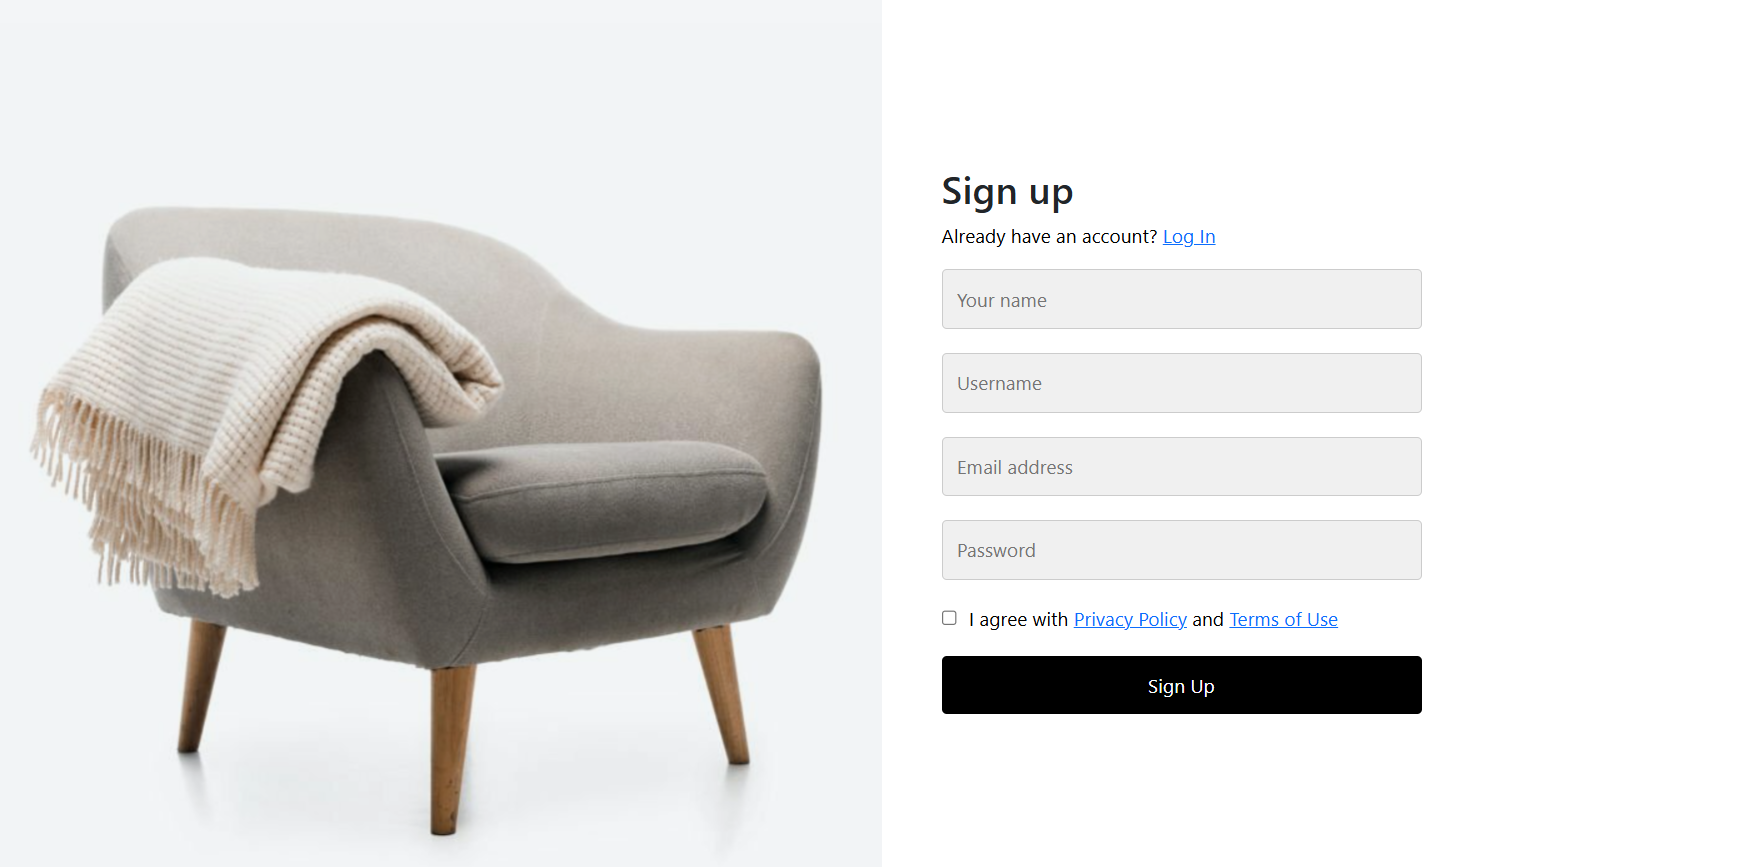 Sign up
Already have an account? Log In
Your name
Username
Email address
Password
I agree with Privacy Policy and Terms of Use
Sign Up